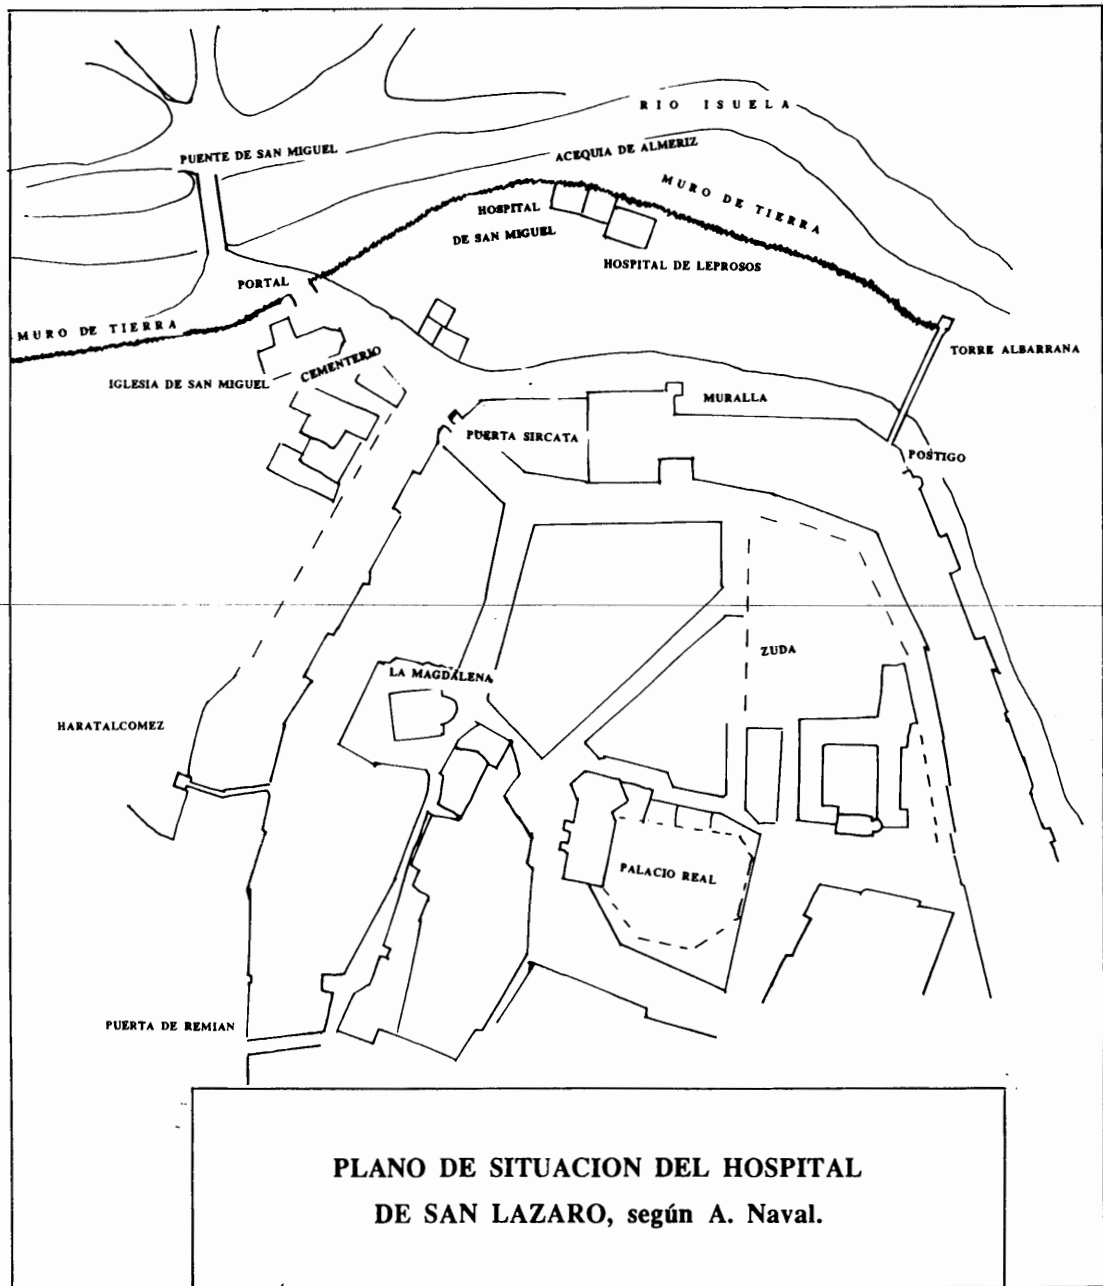 RIO ISUELA
PUENTE DE SAN MIGUEL
ACEQUIA DE ALMERIZ
MURO DE TIERRA
HOSPITAL
DE SAN MIGUEL
HOSPITAL DE LEPROSOS
PORTAL
MURO DE TIERRA
TORRE ALBARRANA
CEMENTERIO
IGLESIA DE SAN MIGUEL
MURALLA
PUERTA SIRCATA
POSTIGO
ZUDA
LA MAGDALENA
HARATALCOMEZ
PALACIO REAL
PUERTA DE REMIAN
PLANO DE SITUACION DEL HOSPITAL
DE SAN LAZARO, según A. Naval.